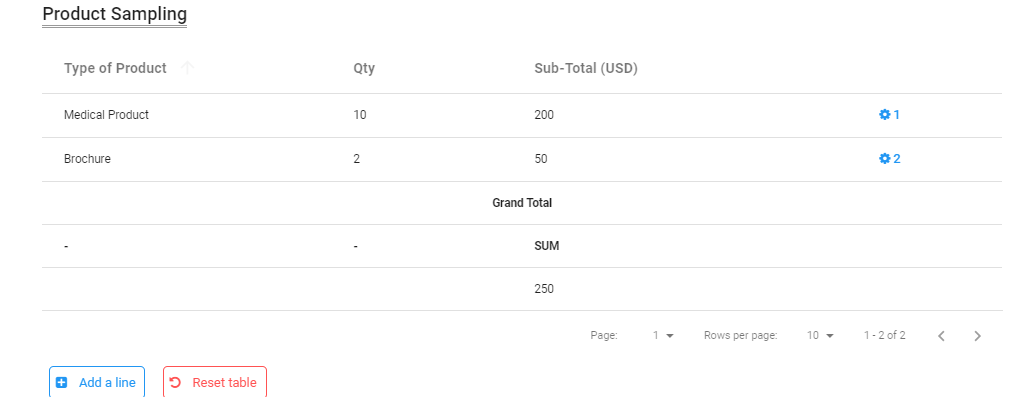 Product Sampling
Type of Product Qty Sub-Total (USD)
Medical Product 10 200 1
Brochure 2 50 2
Grand Total
- - SUM
250
Page: 1 Rows per page: 10 1 - 2 of 2
Add a line Reset table